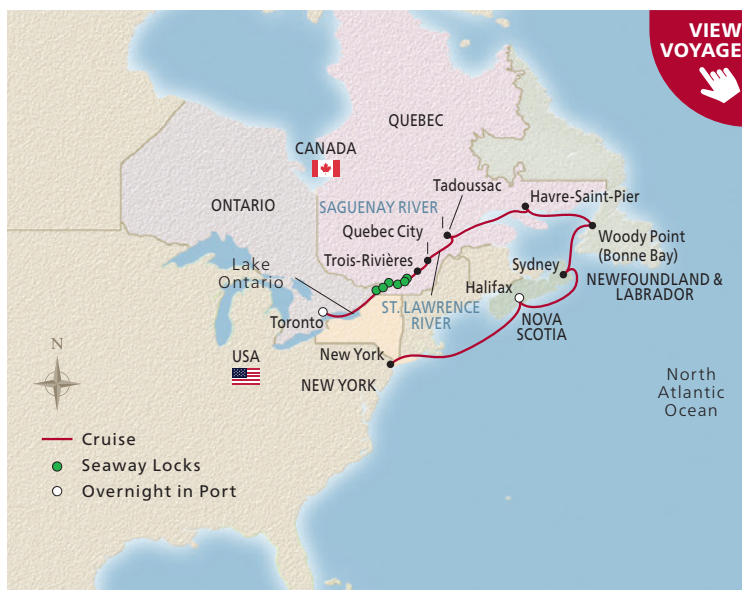 VIEW
VOYAGE
QUEBEC
CANADA
ONTARIO
Tadoussac
SAGUENAY RIVER
Havre-Saint-Pier
Quebec City
Woody Point
(Bonne Bay)
Trois-Rivières
Sydney
Lake
Ontario
NEWFOUNDLAND &
LABRADOR
Halifax
ST. LAWRENCE
RIVER
Toronto
NOVA
SCOTIA
N
USA
New York
NEW YORK
North
Atlantic
Ocean
Cruise
Seaway Locks
Overnight in Port